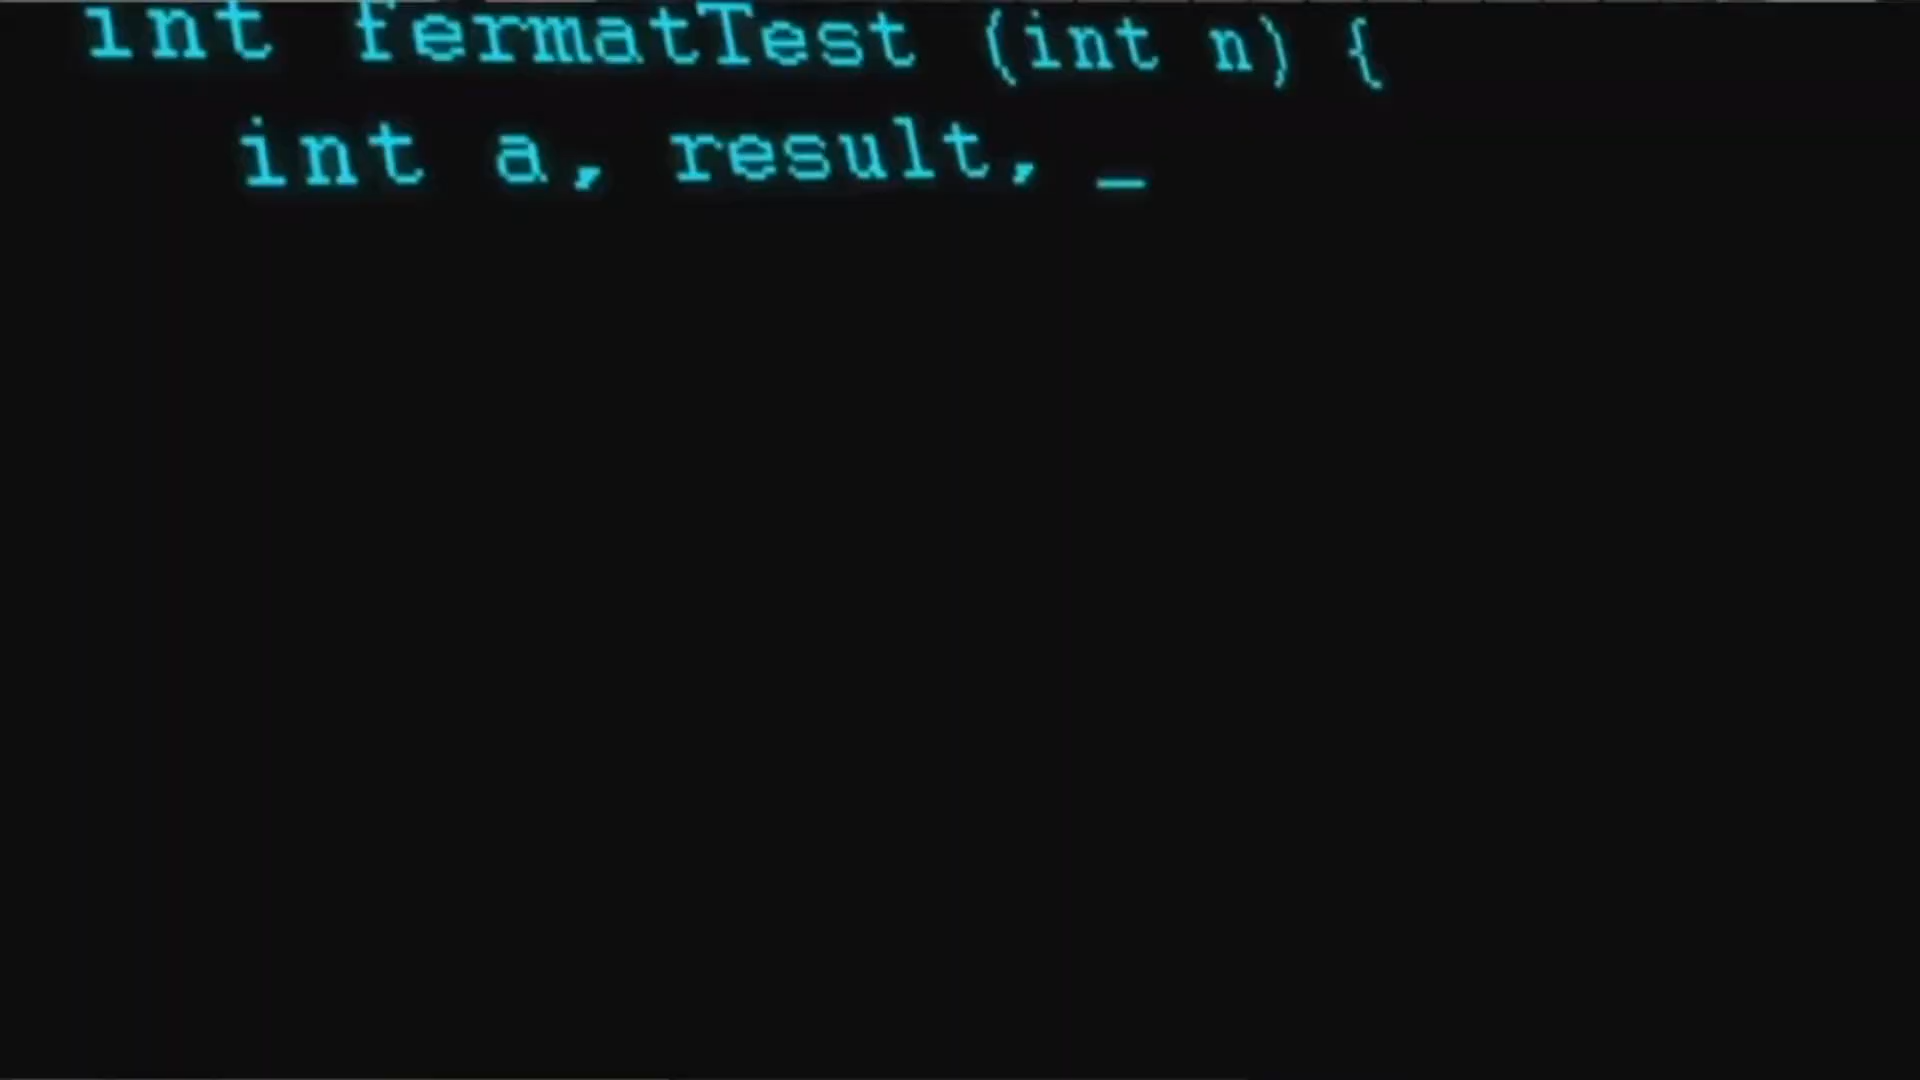 int fermatTest (int n) {
int a, result, _